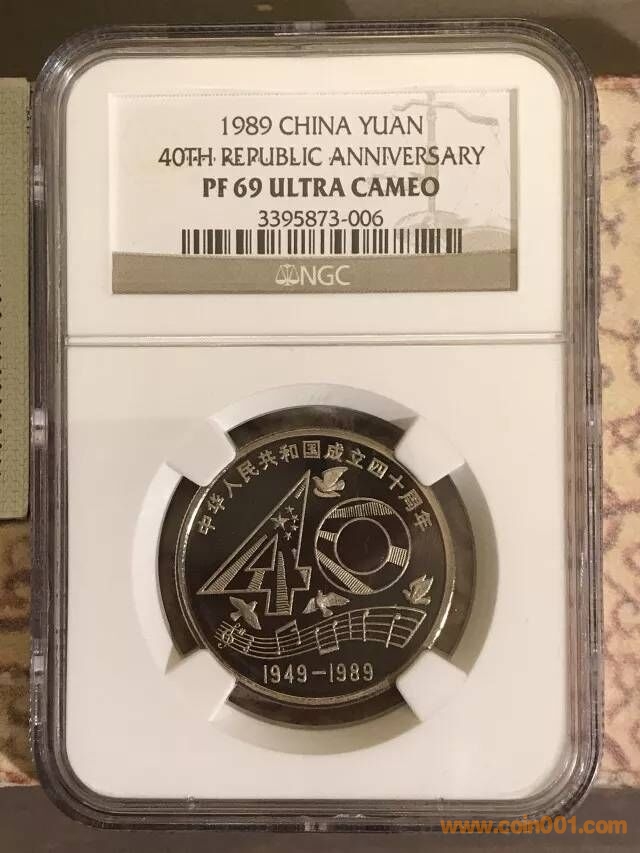 1989 CHINA YUAN
40TH REPUBLIC ANNIVERSARY
PF 69 ULTRA CAMEO
3395873-006
NGC
中华人民共和国成立四十周年
40
1949-1989
www.coin001.com